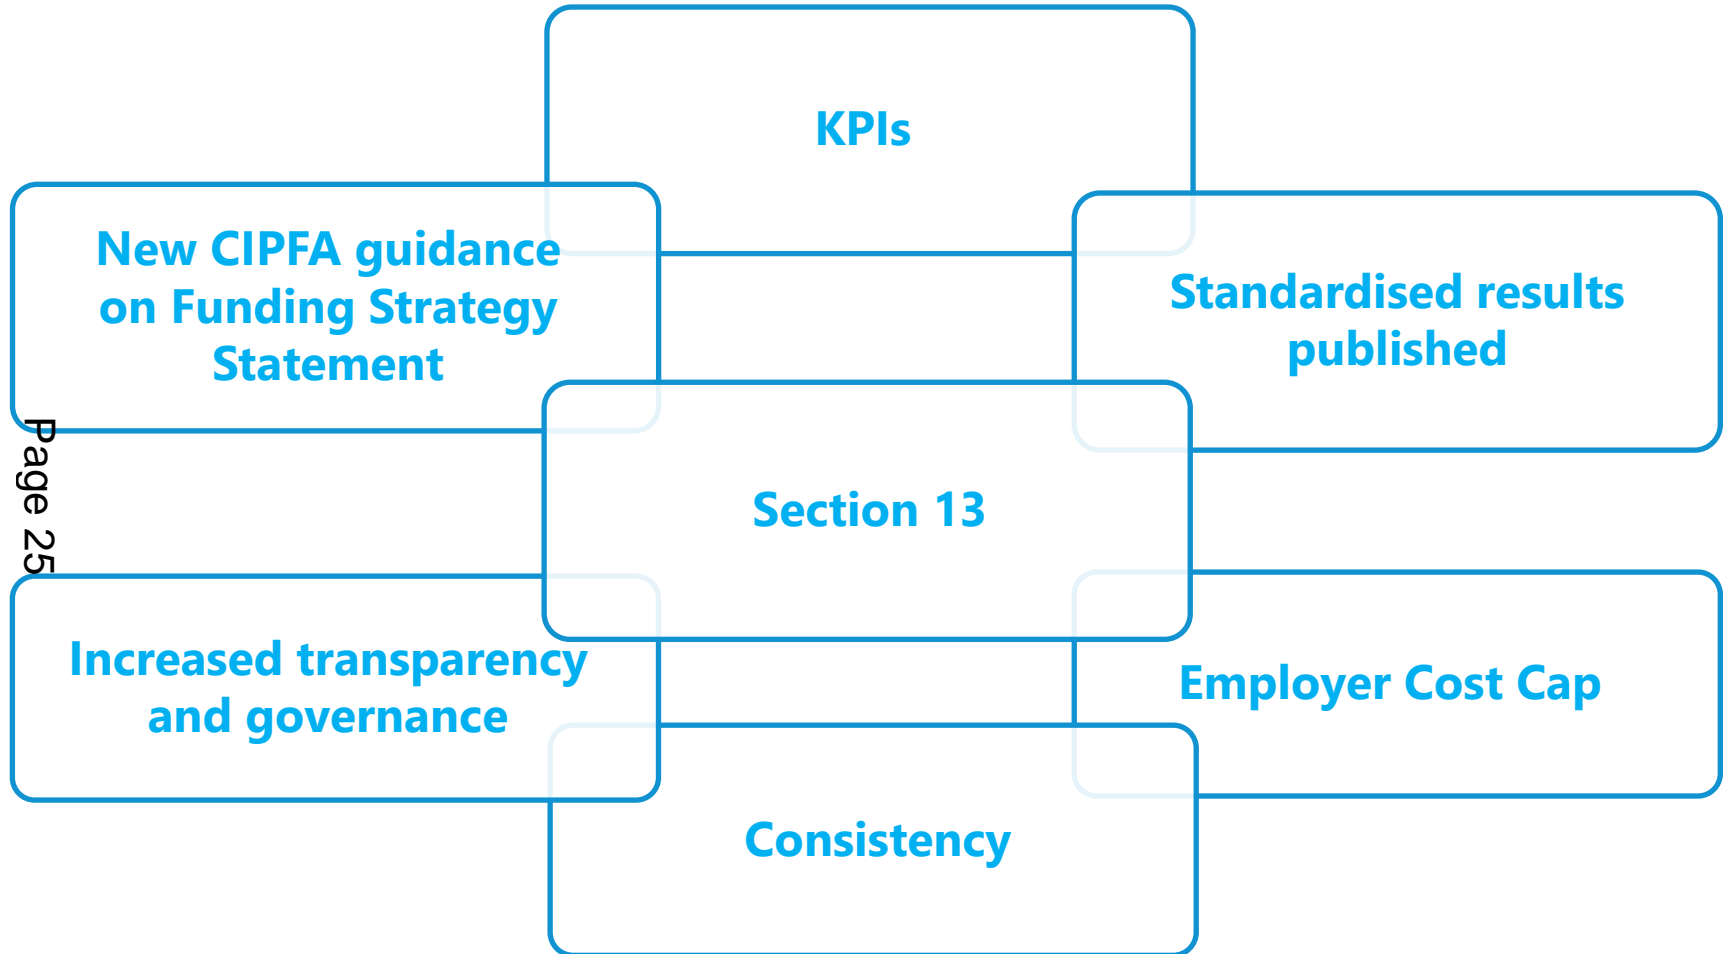 KPIs
New CIPFA guidance
on Funding Strategy
Statement
Standardised results
published
Section 13
Page 25
Increased transparency
and governance
Employer Cost Cap
Consistency